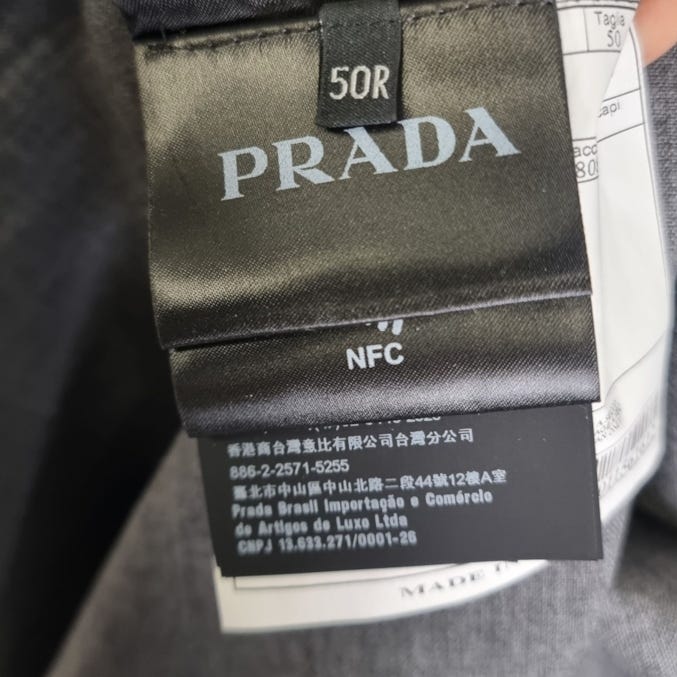 Taglia
50
50R
PRADA
capi
NFC
香港商台灣意比有限公司台灣分公司
886-2-2571-5255
臺北市中山區中山北路二段44號12樓A室
Prada Brasil Importação e Comércio
de Artigos de Luxo Ltda
CNPJ 13.633.271/0001-26
MADE IN